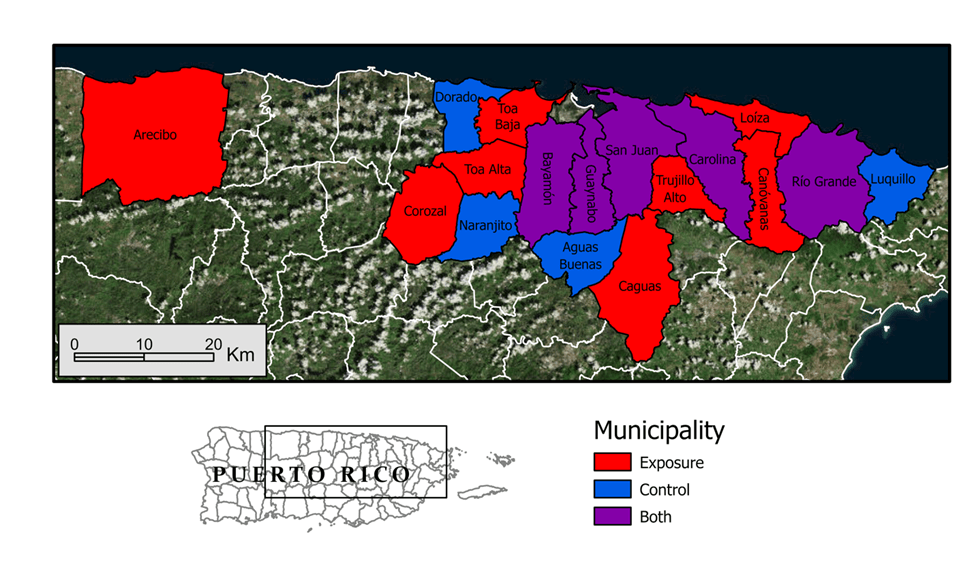 Arecibo
Dorado
Toa
Baja
Toa Alta
Corozal
Naranjito
Bayamón
Guaynabo
San Juan
Aguas
Buenas
Caguas
Trujillo
Alto
Carolina
Loíza
Canóvanas
Río Grande
Luquillo
0 10 20 Km
PUERTO RICO
Municipality
Exposure
Control
Both